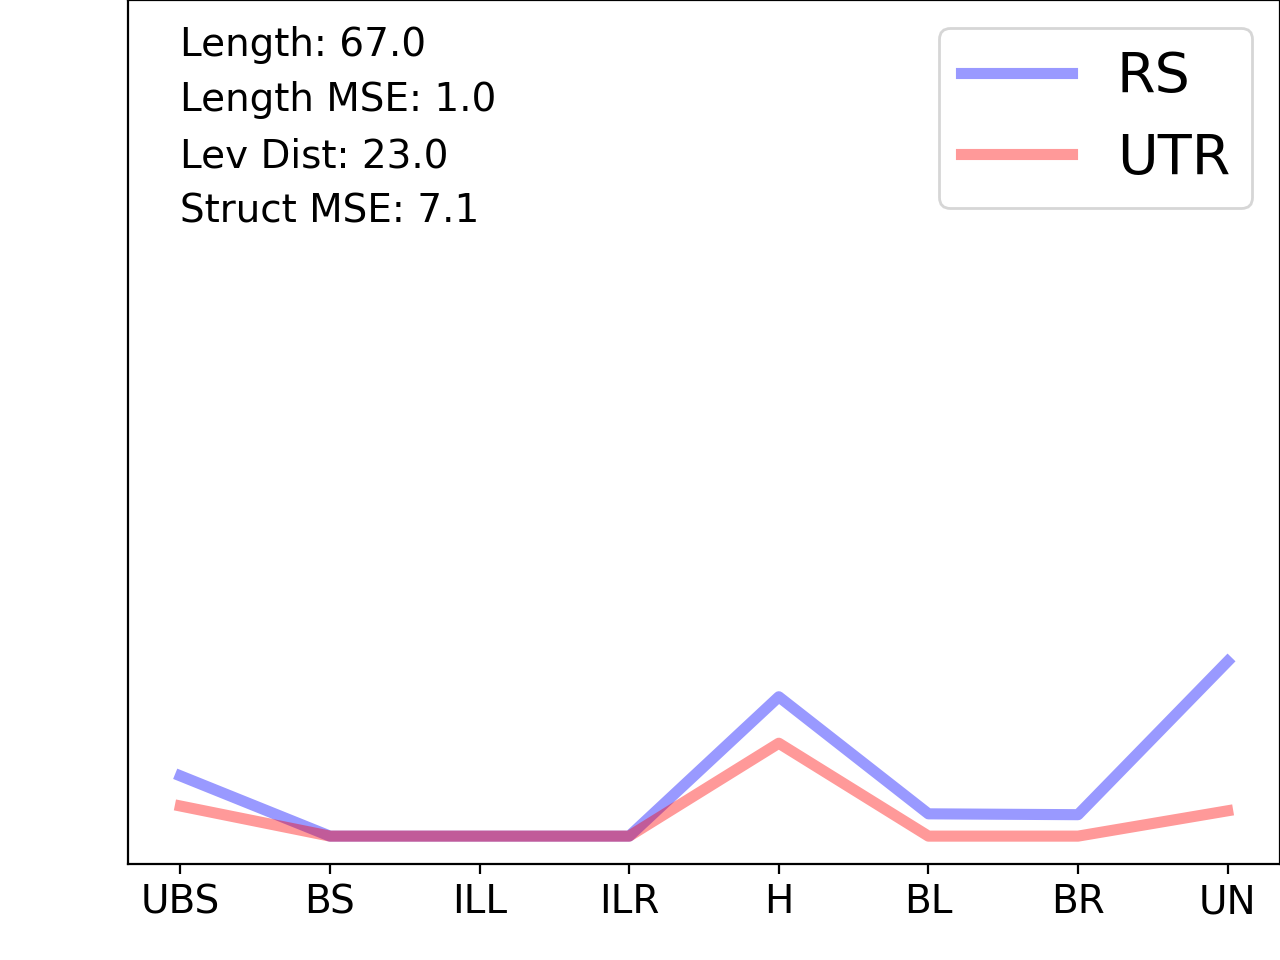 Length: 67.0
Length MSE: 1.0
Lev Dist: 23.0
Struct MSE: 7.1
RS
UTR
UBS BS ILL ILR H BL BR UN